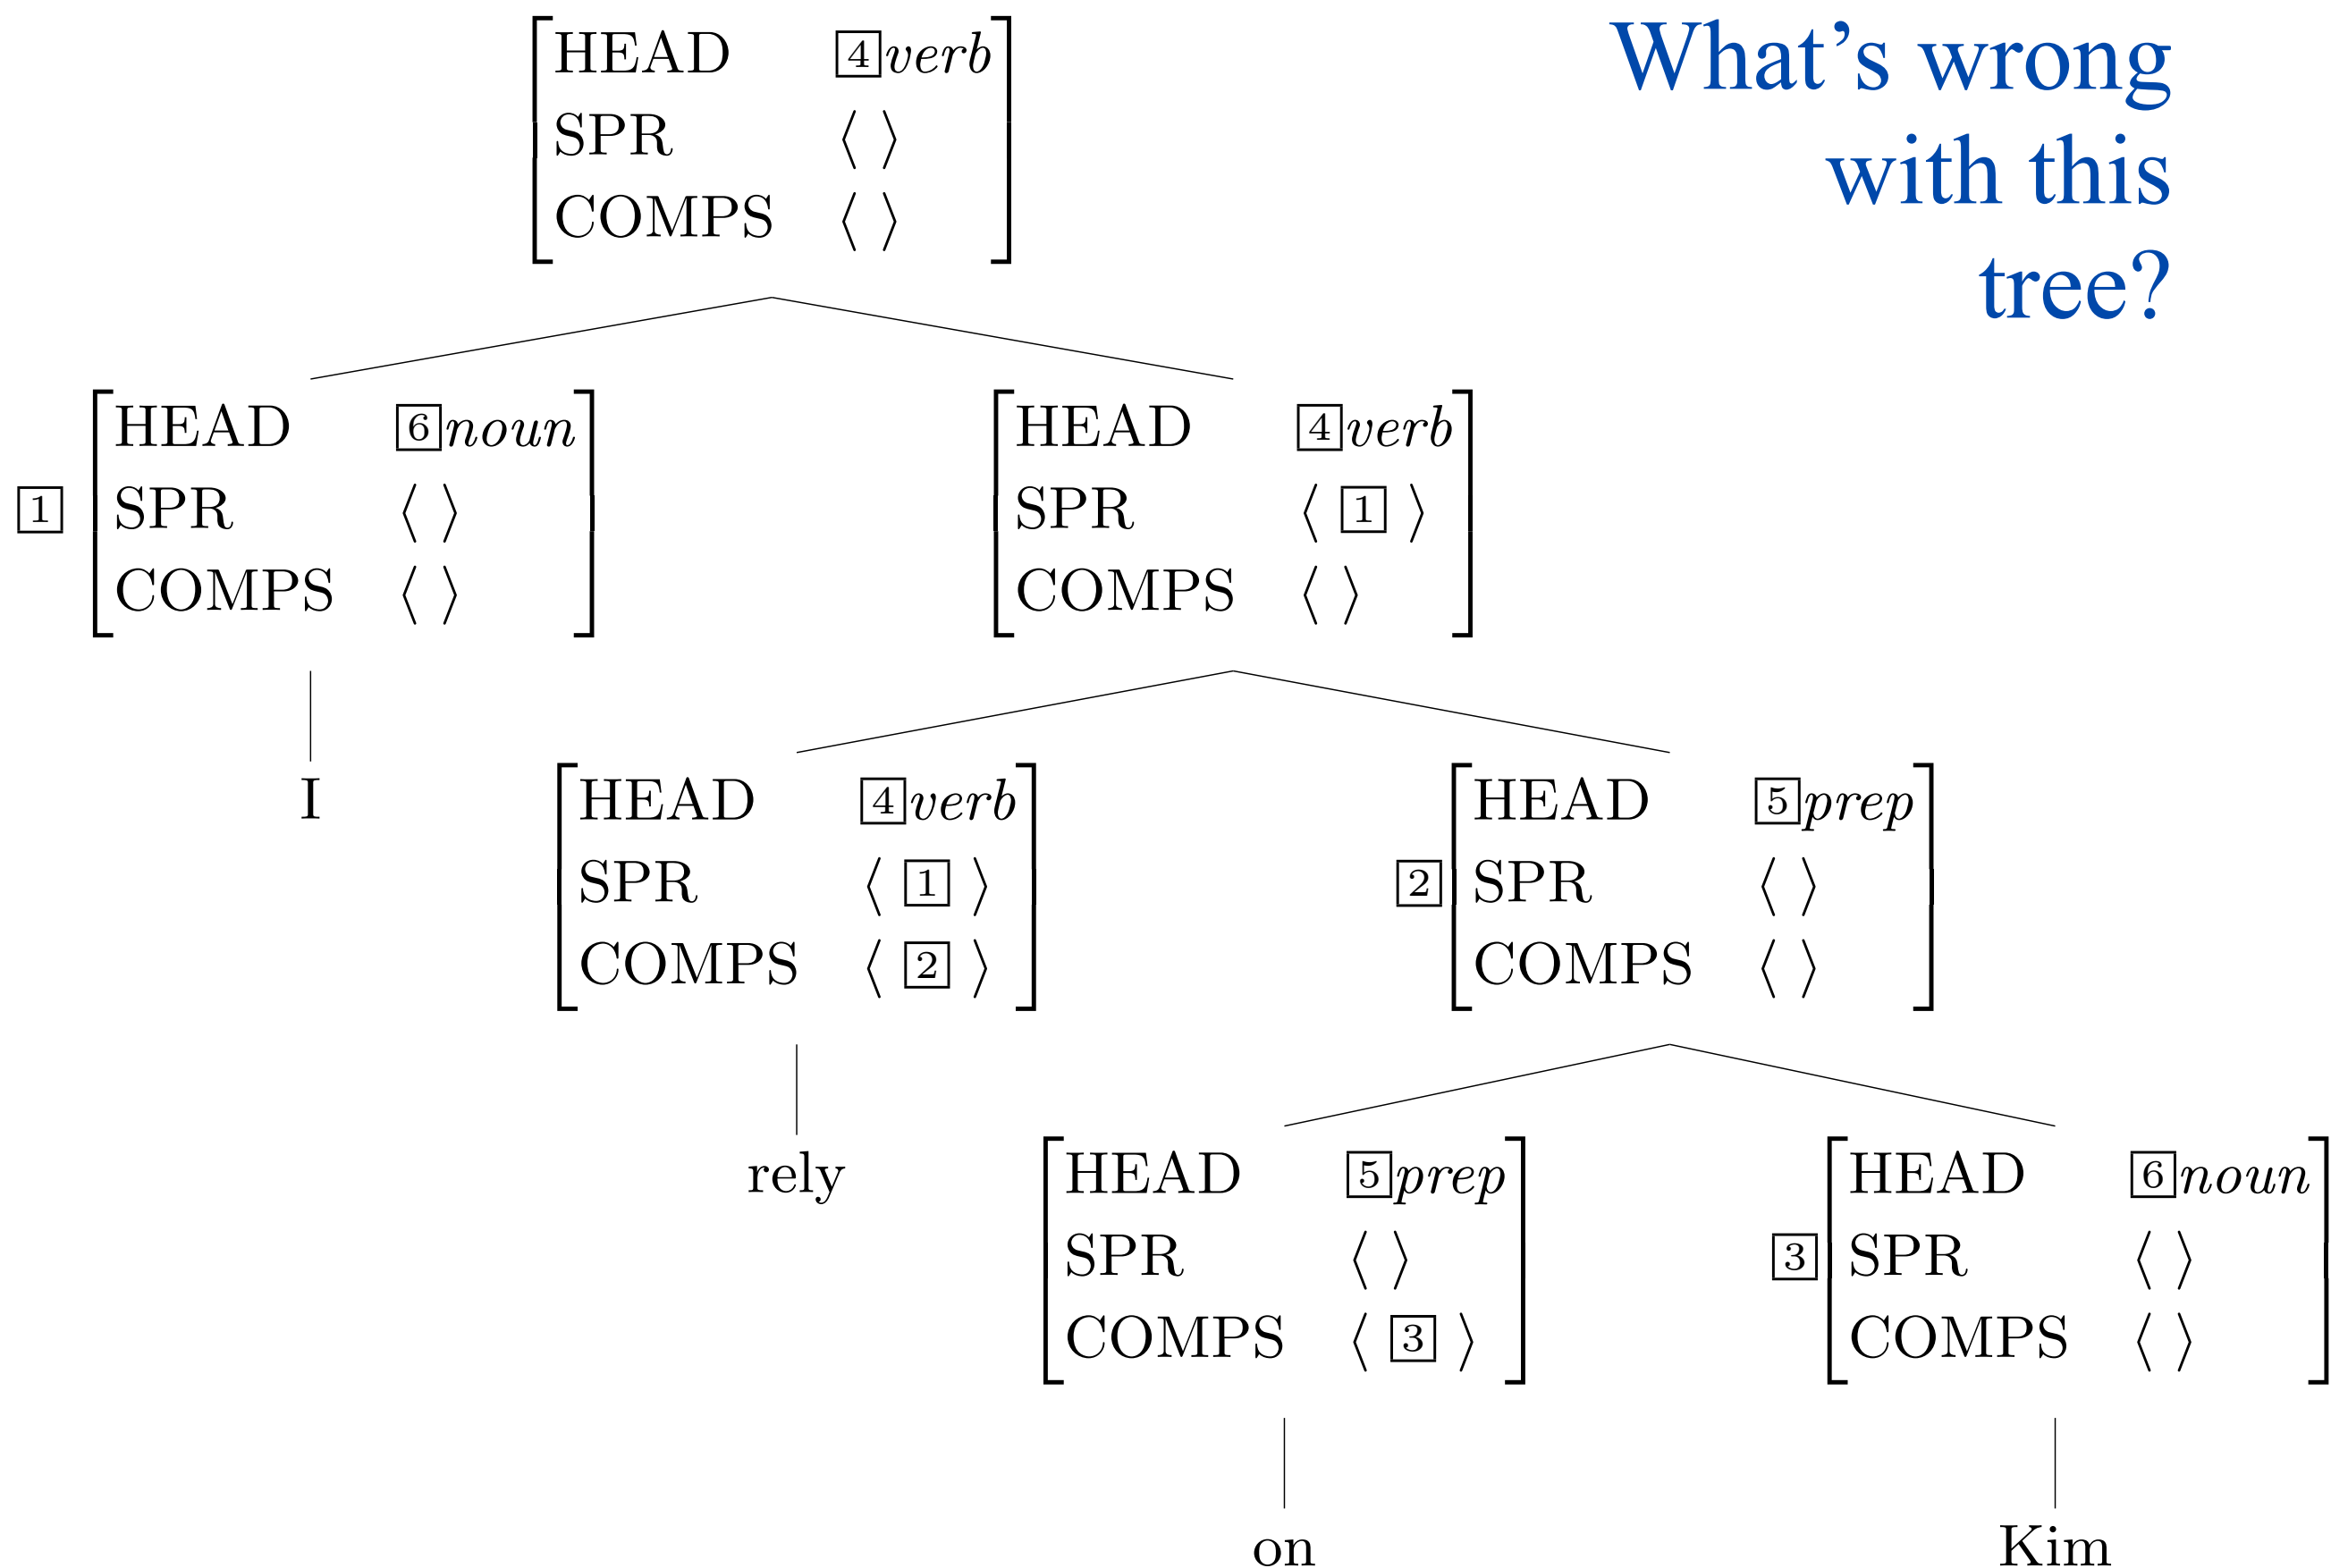 What's wrong
with this
tree?
HEAD 4 verb
SPR ⟨ ⟩
COMPS ⟨ ⟩
1
HEAD 6 noun
SPR ⟨ ⟩
COMPS ⟨ ⟩
HEAD 4 verb
SPR ⟨ 1 ⟩
COMPS ⟨ ⟩
I
HEAD 4 verb
SPR ⟨ 1 ⟩
COMPS ⟨ 2 ⟩
2
HEAD 5 prep
SPR ⟨ ⟩
COMPS ⟨ ⟩
rely
HEAD 5 prep
SPR ⟨ ⟩
COMPS ⟨ 3 ⟩
3
HEAD 6 noun
SPR ⟨ ⟩
COMPS ⟨ ⟩
on
Kim